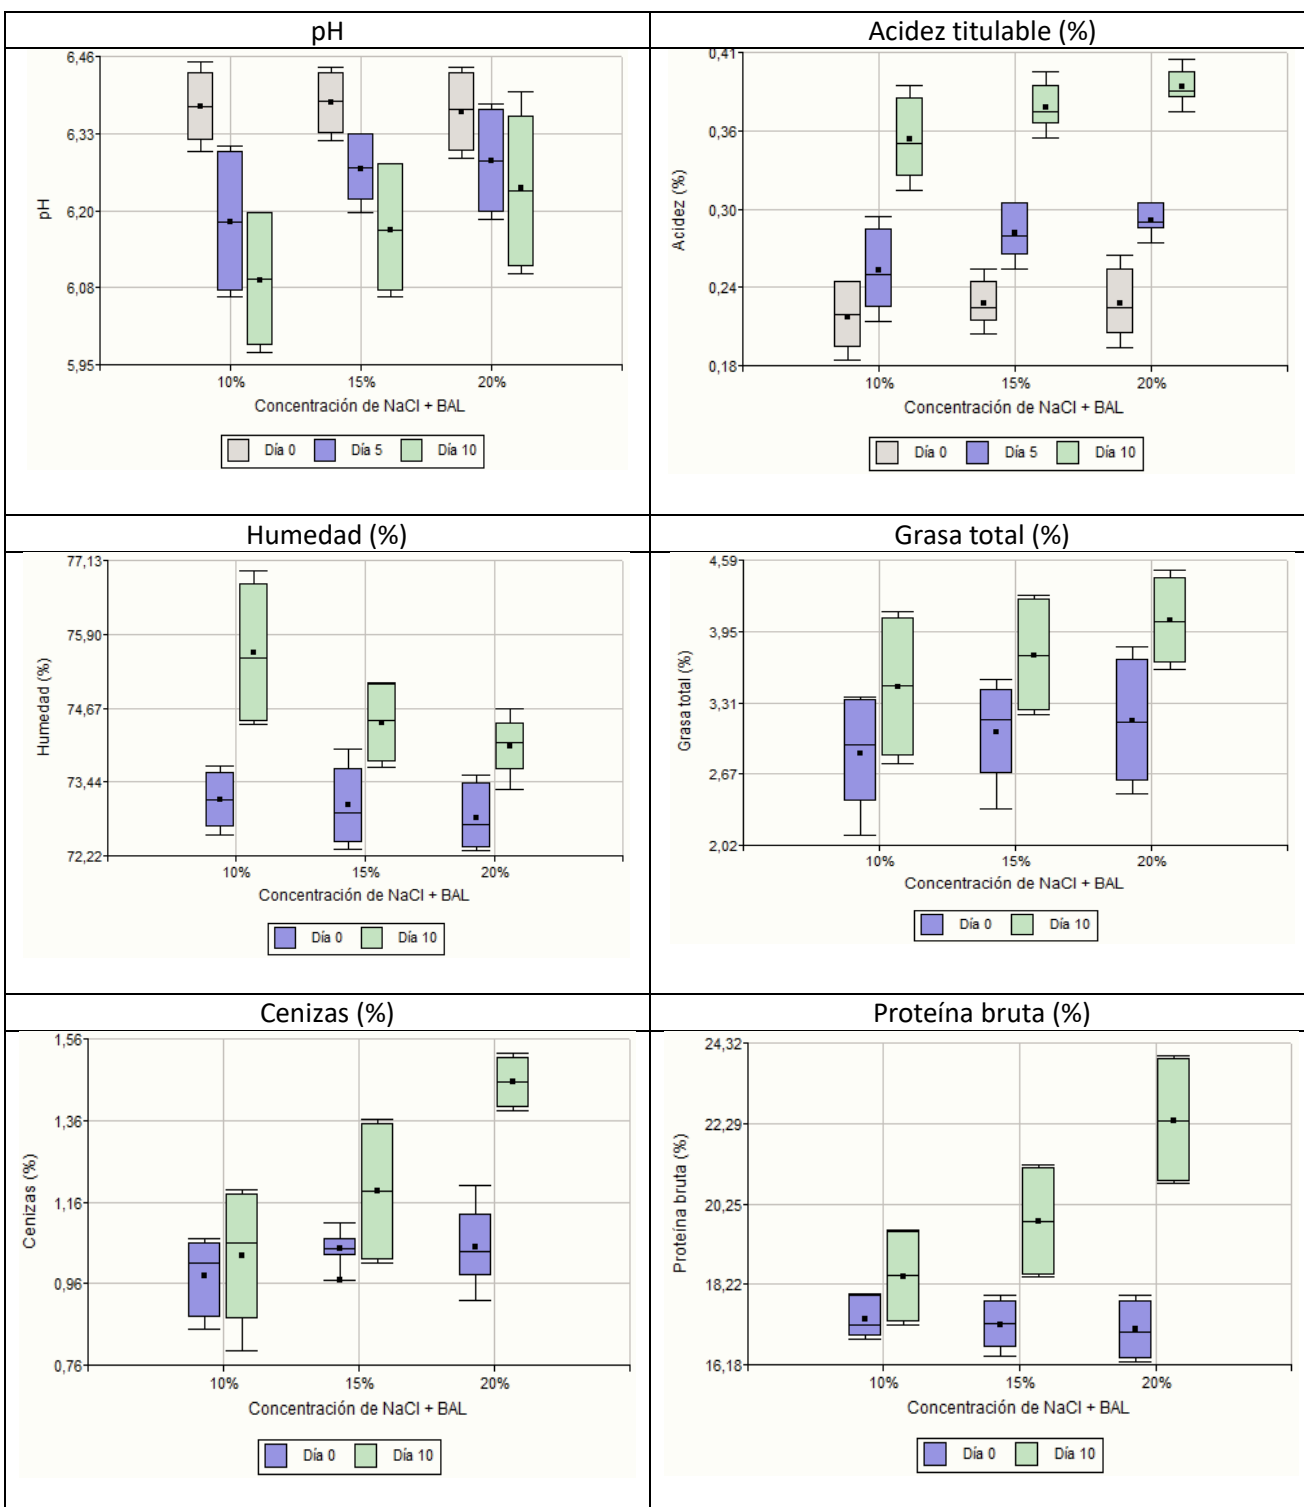 pH
Acidez titulable (%)
6,46
6,33
6,20
6,08
5,95
pH
10% 15% 20%
Concentración de NaCl + BAL
Día 0 Día 5 Día 10
0,41
0,36
0,30
0,24
0,18
Acidez (%)
10% 15% 20%
Concentración de NaCl + BAL
Día 0 Día 5 Día 10
Humedad (%)
Grasa total (%)
77,13
75,90
74,67
73,44
72,22
Humedad (%)
10% 15% 20%
Concentración de NaCl + BAL
Día 0 Día 10
4,59
3,95
3,31
2,67
2,02
Grasa total (%)
10% 15% 20%
Concentración de NaCl + BAL
Día 0 Día 10
Cenizas (%)
Proteína bruta (%)
1,56
1,36
1,16
0,96
0,76
Cenizas (%)
10% 15% 20%
Concentración de NaCl + BAL
Día 0 Día 10
24,32
22,29
20,25
18,22
16,18
Proteína bruta (%)
10% 15% 20%
Concentración de NaCl + BAL
Día 0 Día 10